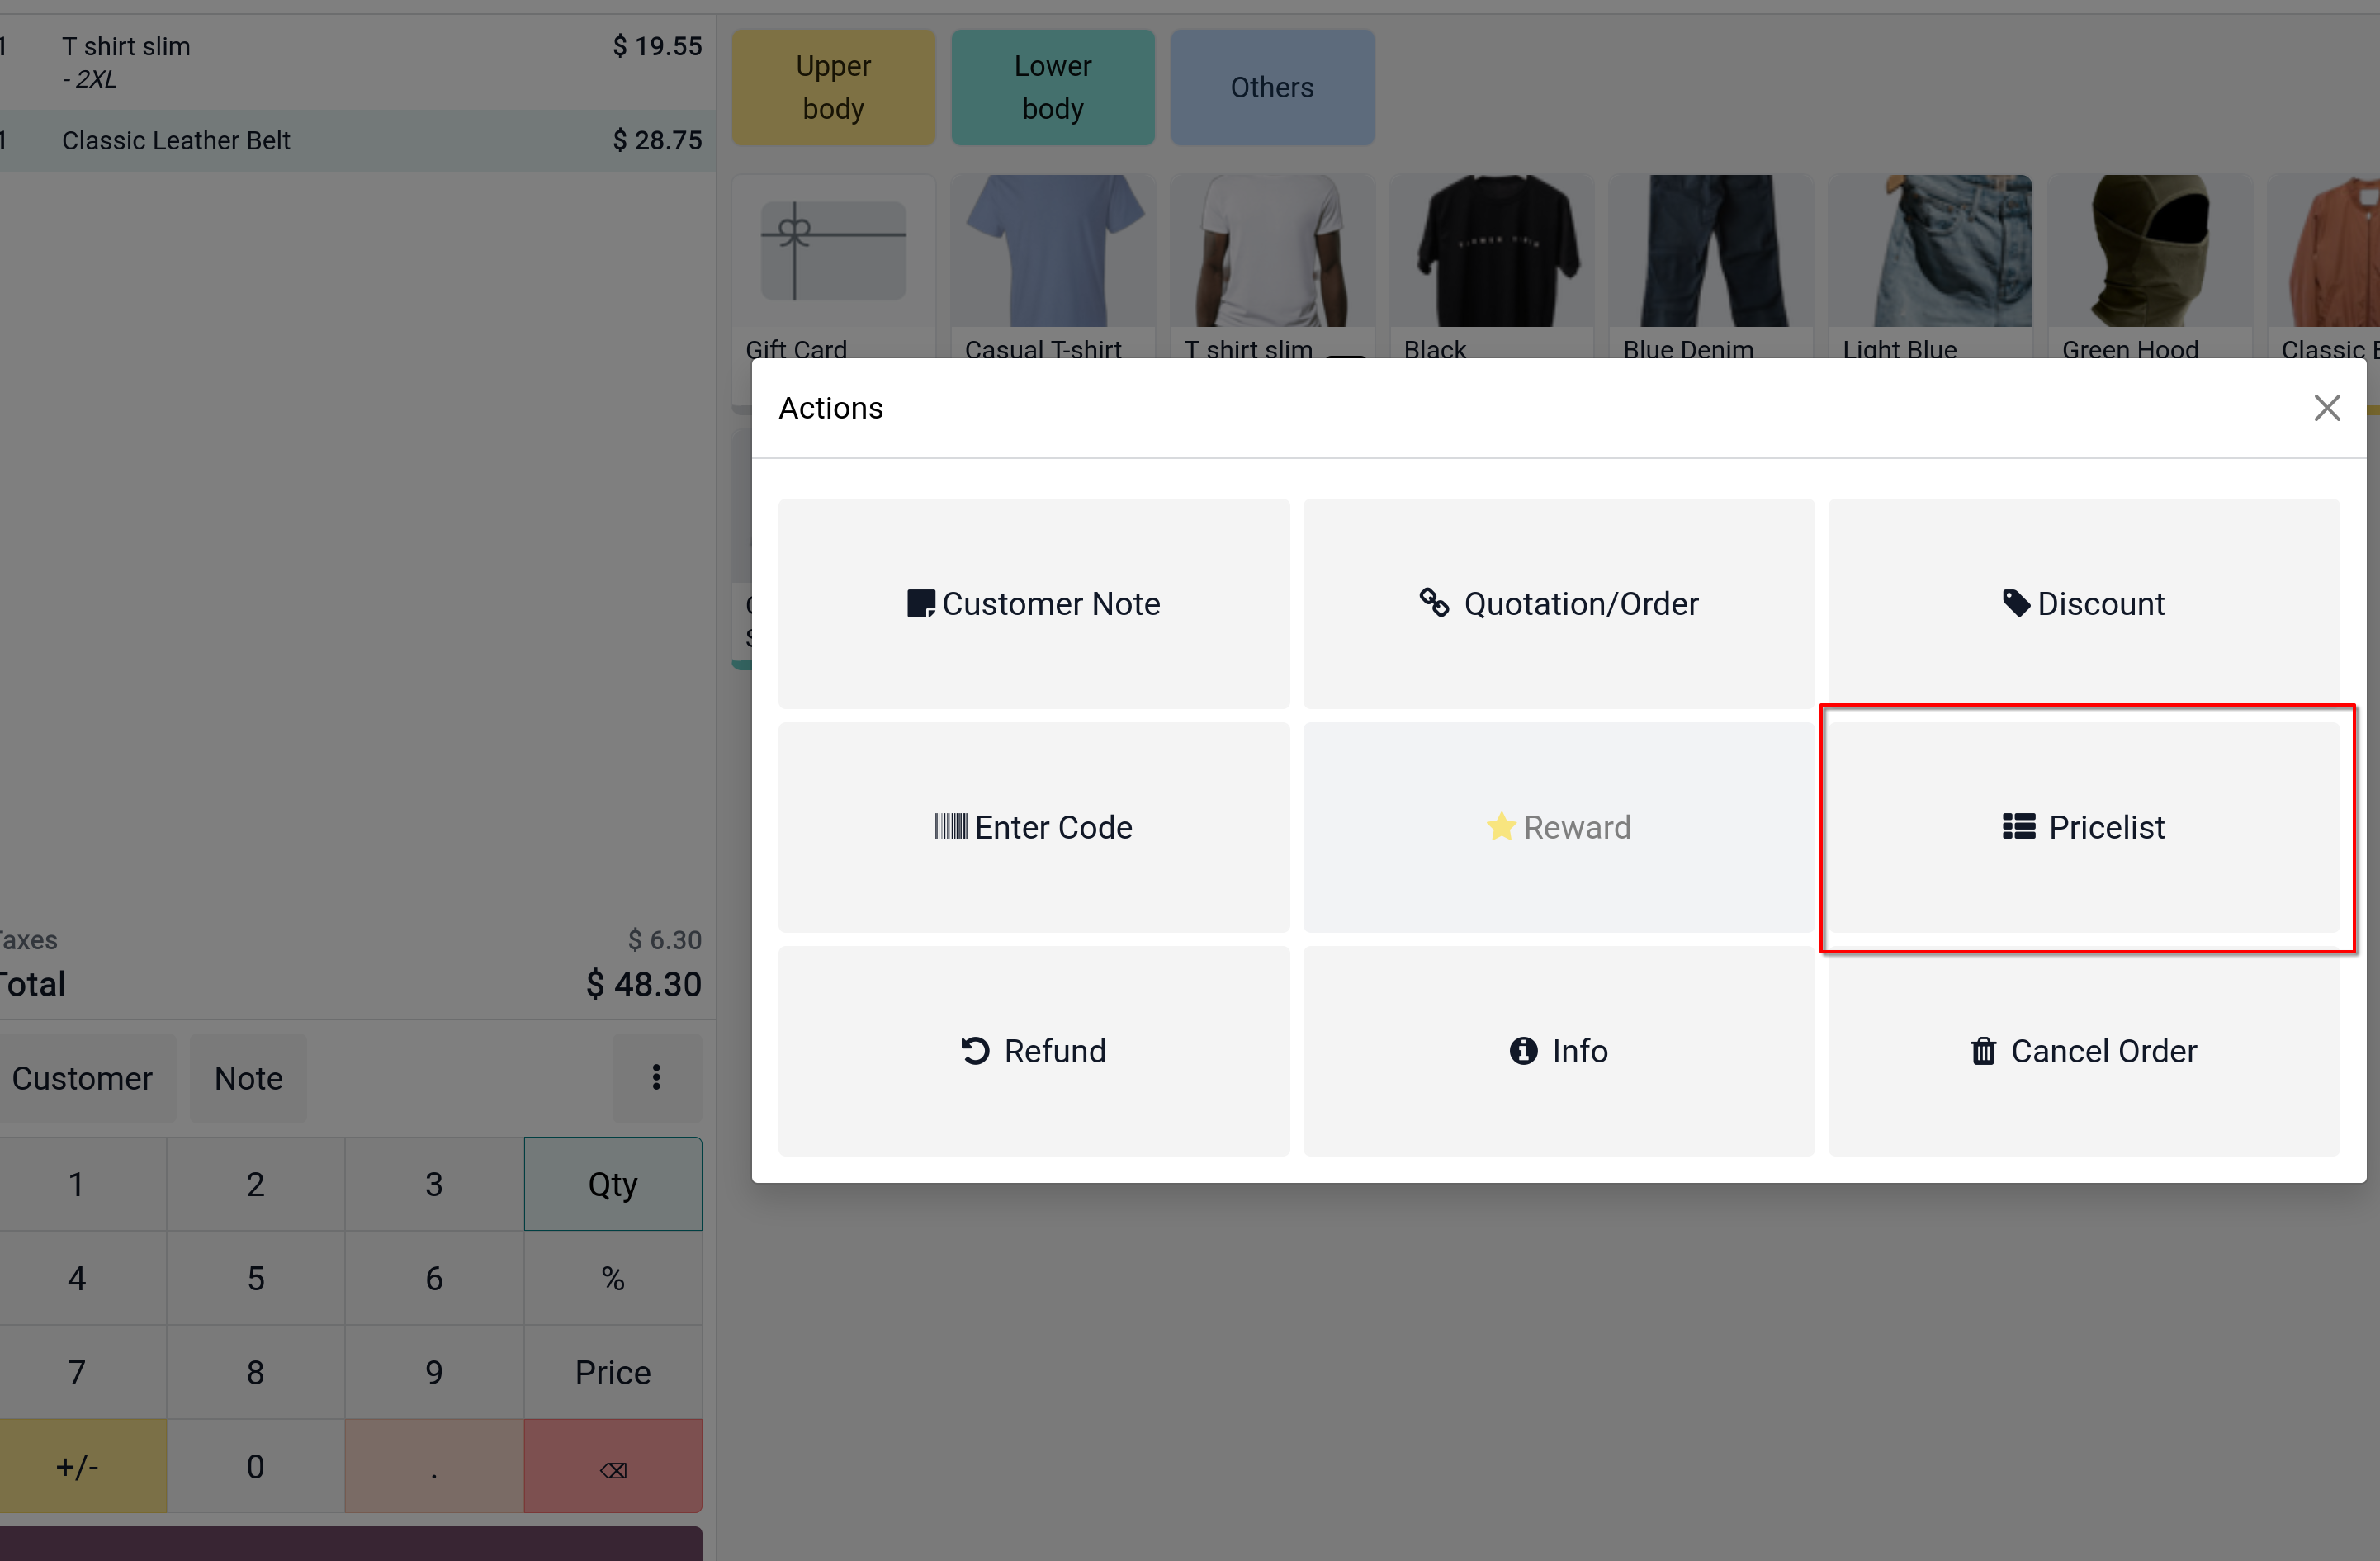 1 T shirt slim $ 19.55
- 2XL
1 Classic Leather Belt $ 28.75
Upper body
Lower body
Others
Gift Card
Casual T-shirt
T shirt slim
Black
Blue Denim
Light Blue
Green Hood
Classic
Actions
Customer Note
Quotation/Order
Discount
Enter Code
Reward
Pricelist
Refund
Info
Cancel Order
Taxes $ 6.30
Total $ 48.30
Customer
Note
1 2 3 Qty
4 5 6 %
7 8 9 Price
+/- 0 .